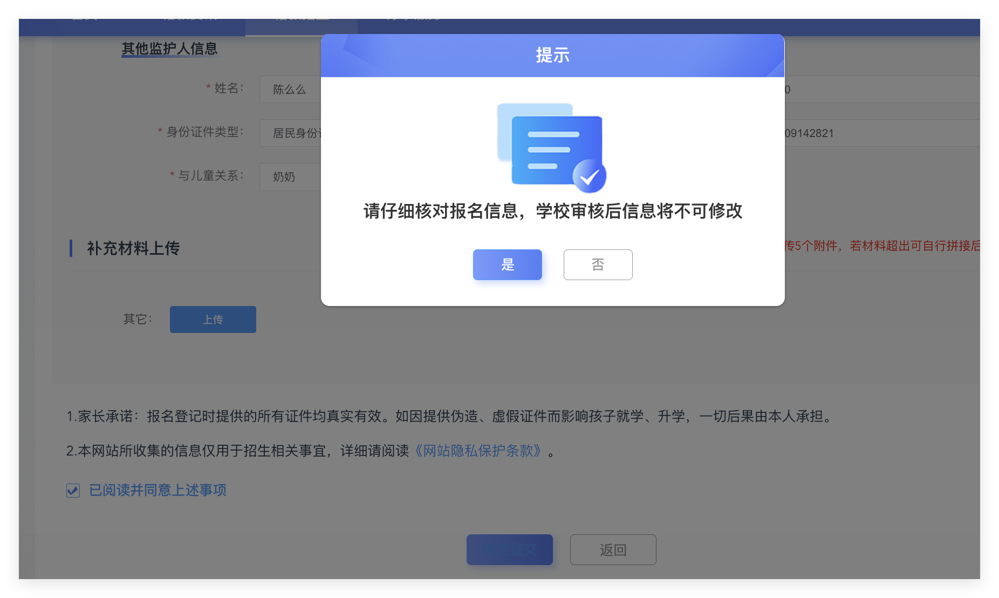 其他监护人信息
提示
* 姓名：
陈么么
0
* 身份证件类型：
居民身份
09142821
* 与儿童关系：
奶奶
请仔细核对报名信息，学校审核后信息将不可修改
补充材料上传
传5个附件，若材料超出可自行拼接后
是
否
其它：
上传
1.家长承诺：报名登记时提供的所有证件均真实有效。如因提供伪造、虚假证件而影响孩子就学、升学，一切后果由本人承担。
2.本网站所收集的信息仅用于招生相关事宜，详细请阅读《网站隐私保护条款》。
已阅读并同意上述事项
提交
返回